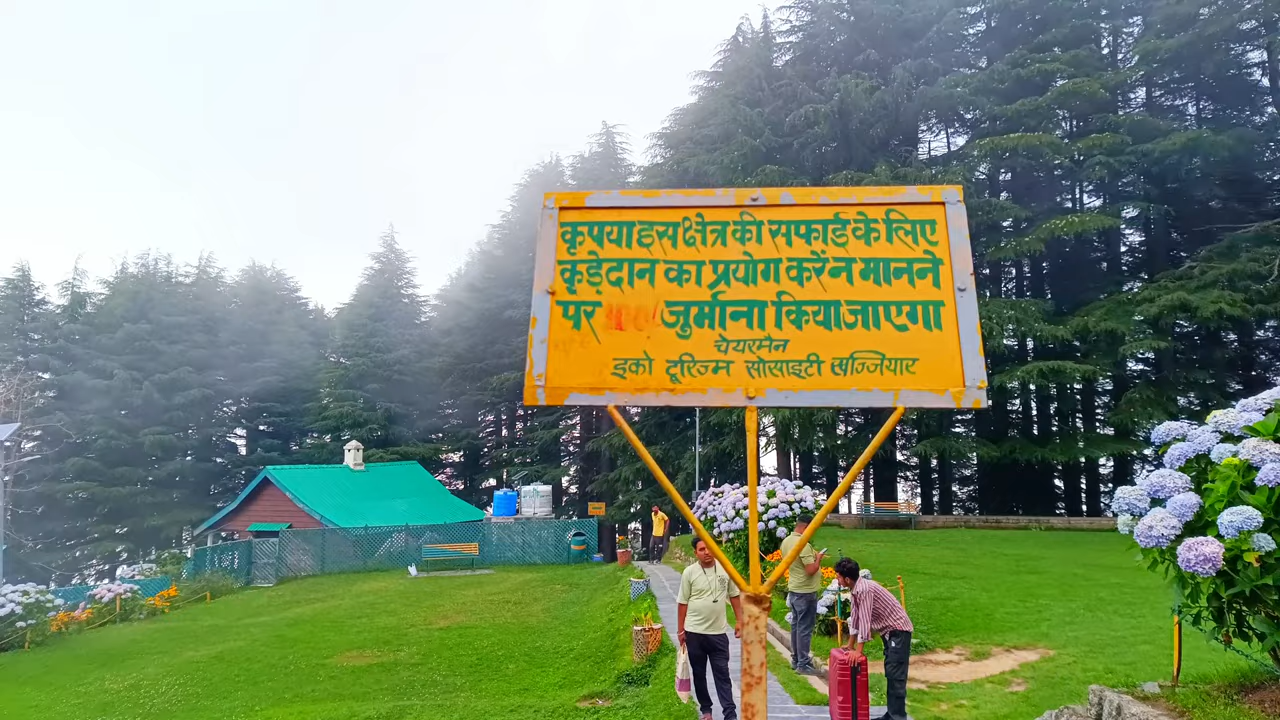 कृपया इस क्षेत्र की सफाई के लिए
कूड़ेदान का प्रयोग करें न मानने
पर जुर्माना किया जाएगा
चेयरमैन
इको टूरिज्म सोसाइटी खज्जियार